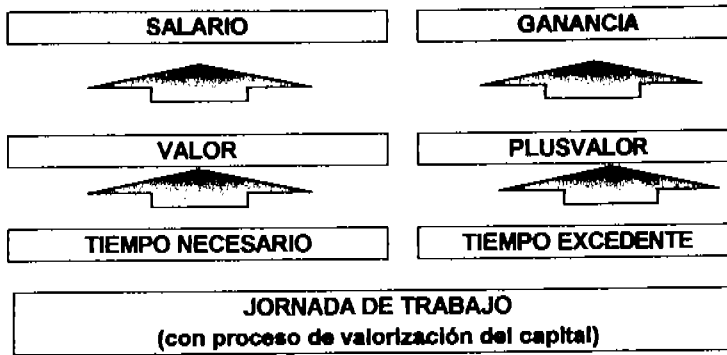 SALARIO
GANANCIA
VALOR
PLUSVALOR
TIEMPO NECESARIO
TIEMPO EXCEDENTE
JORNADA DE TRABAJO
(con proceso de valorización del capital)